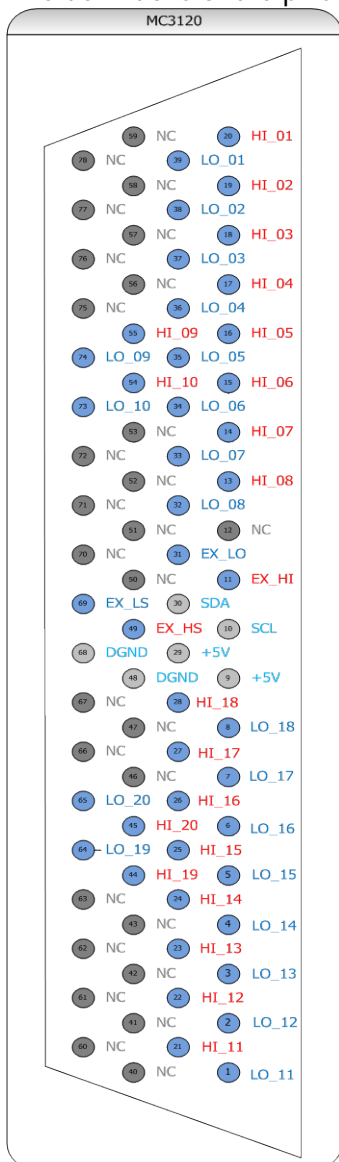 MC3120
59 NC 20 HI_01
78 NC 39 LO_01
58 NC 19 HI_02
77 NC 38 LO_02
57 NC 18 HI_03
76 NC 37 LO_03
56 NC 17 HI_04
75 NC 36 LO_04
55 HI_09 16 HI_05
74 LO_09 35 LO_05
54 HI_10 15 HI_06
73 LO_10 34 LO_06
53 NC 14 HI_07
72 NC 33 LO_07
52 NC 13 HI_08
71 NC 32 LO_08
51 NC 12 NC
70 NC 31 EX_LO
50 NC 11 EX_HI
69 EX_LS 30 SDA
49 EX_HS 10 SCL
68 DGND 29 +5V
48 DGND 9 +5V
67 NC 28 HI_18
47 NC 8 LO_18
66 NC 27 HI_17
46 NC 7 LO_17
65 LO_20 26 HI_16
45 HI_20 6 LO_16
64 LO_19 25 HI_15
44 HI_19 5 LO_15
63 NC 24 HI_14
43 NC 4 LO_14
62 NC 23 HI_13
42 NC 3 LO_13
61 NC 22 HI_12
41 NC 2 LO_12
60 NC 21 HI_11
40 NC 1 LO_11